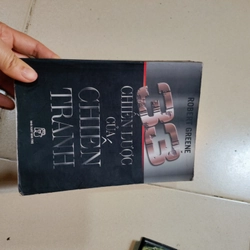 ROBERT GREENE
33
CHIẾN LƯỢC
CỦA
CHIẾN
TRANH